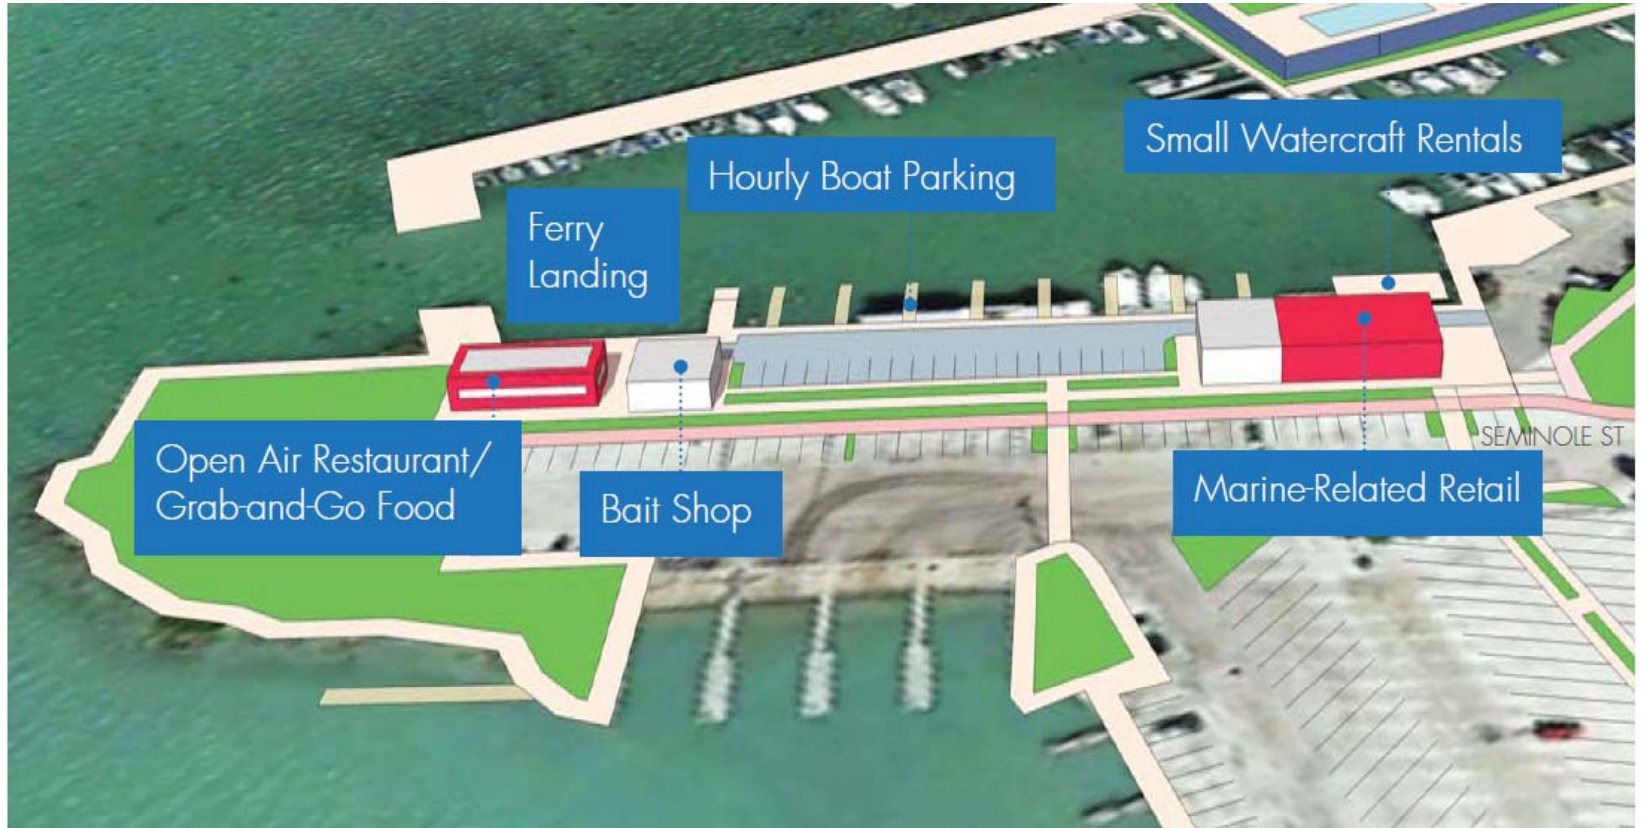 Small Watercraft Rentals
Hourly Boat Parking
Ferry
Landing
SEMINOLE ST
Open Air Restaurant/
Grab-and-Go Food
Bait Shop
Marine-Related Retail